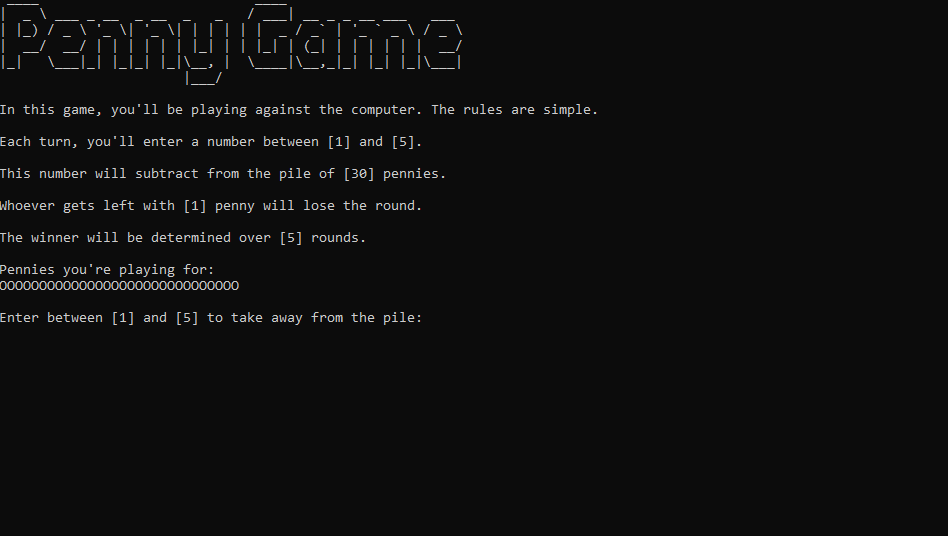 Penny Game
In this game, you'll be playing against the computer. The rules are simple.
Each turn, you'll enter a number between [1] and [5].
This number will subtract from the pile of [30] pennies.
Whoever gets left with [1] penny will lose the round.
The winner will be determined over [5] rounds.
Pennies you're playing for:
OOOOOOOOOOOOOOOOOOOOOOOOOOOOOO
Enter between [1] and [5] to take away from the pile: